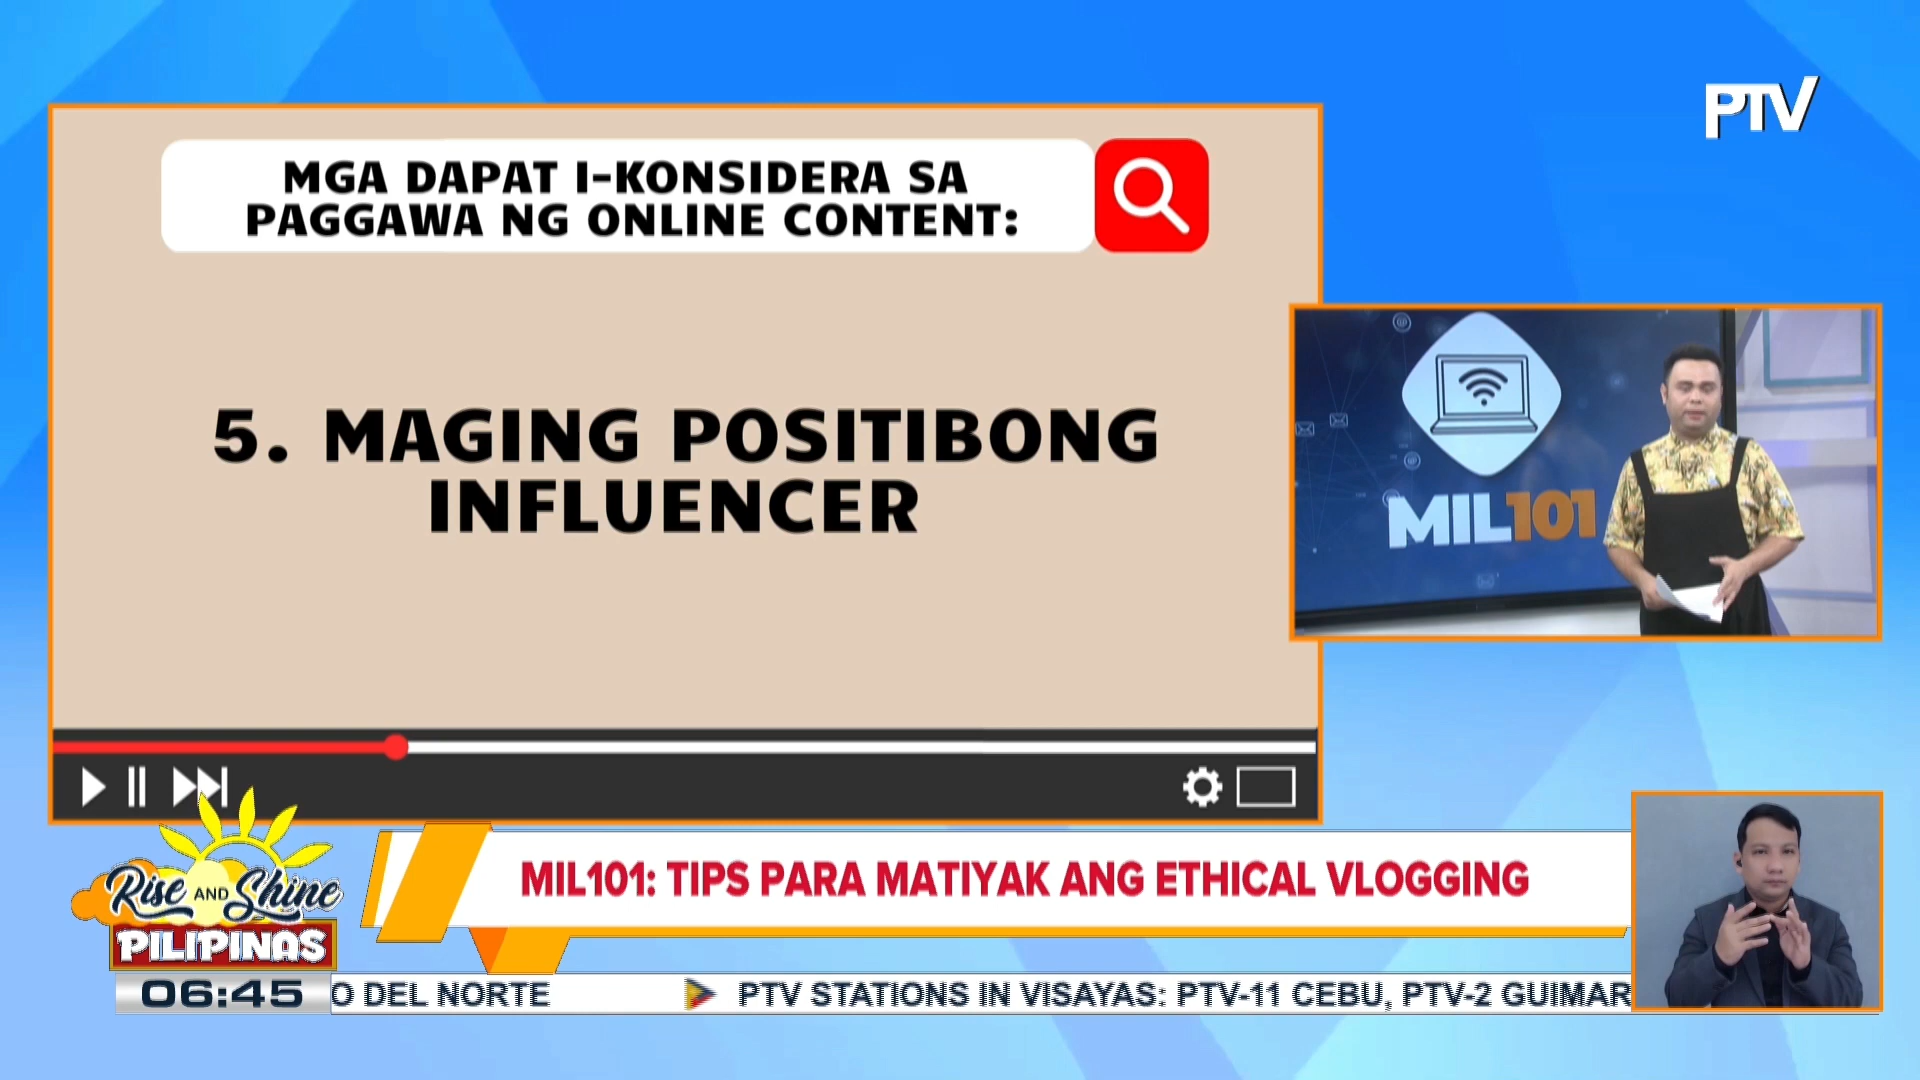 PTV
MGA DAPAT I-KONSIDERA SA
PAGGAWA NG ONLINE CONTENT:
5. MAGING POSITIBONG
INFLUENCER
MIL101
MIL101: TIPS PARA MATIYAK ANG ETHICAL VLOGGING
Rise AND Shine
PILIPINAS
06:45
O DEL NORTE
PTV STATIONS IN VISAYAS: PTV-11 CEBU, PTV-2 GUIMAR